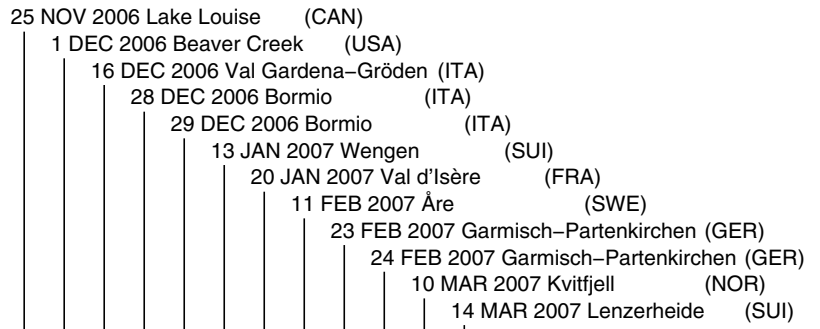 25 NOV 2006 Lake Louise (CAN)
1 DEC 2006 Beaver Creek (USA)
16 DEC 2006 Val Gardena−Gröden (ITA)
28 DEC 2006 Bormio (ITA)
29 DEC 2006 Bormio (ITA)
13 JAN 2007 Wengen (SUI)
20 JAN 2007 Val d'Isère (FRA)
11 FEB 2007 Åre (SWE)
23 FEB 2007 Garmisch−Partenkirchen (GER)
24 FEB 2007 Garmisch−Partenkirchen (GER)
10 MAR 2007 Kvitfjell (NOR)
14 MAR 2007 Lenzerheide (SUI)